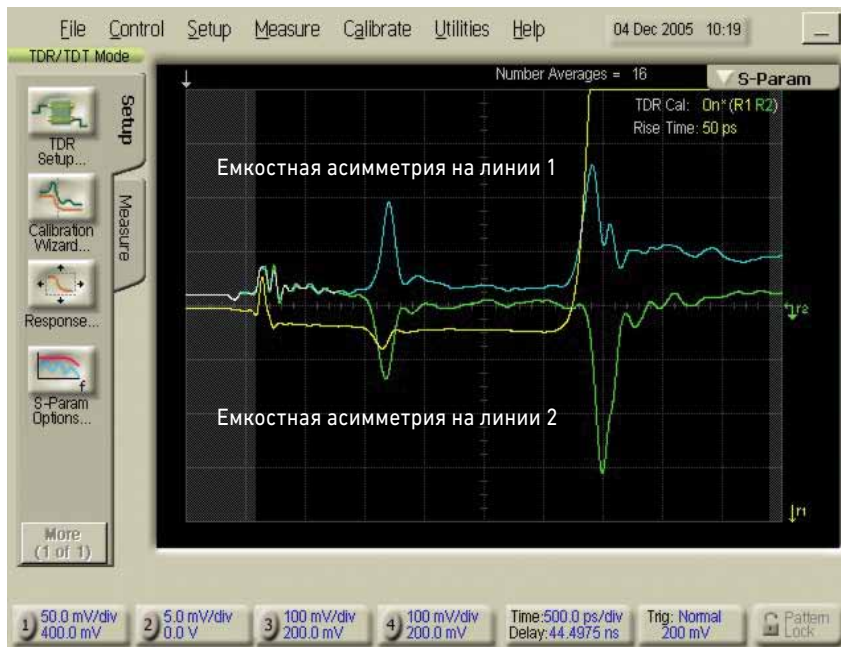 File Control Setup Measure Calibrate Utilities Help 04 Dec 2005 10:19
TDR/TDT Mode
Number Averages = 16
S-Param
TDR Cal: On*(R1 R2)
Rise Time: 50 ps
Setup
Measure
TDR
Setup...
Calibration
Wizard...
Response...
f
S-Param
Options...
More
(1 of 1)
Емкостная асимметрия на линии 1
Емкостная асимметрия на линии 2
r2
r1
1) 50.0 mV/div
400.0 mV
2) 5.0 mV/div
0.0 V
3) 100 mV/div
200.0 mV
4) 100 mV/div
200.0 mV
Time:500.0 ps/div
Delay:44.4975 ns
Trig: Normal
200 mV
Pattern
Lock